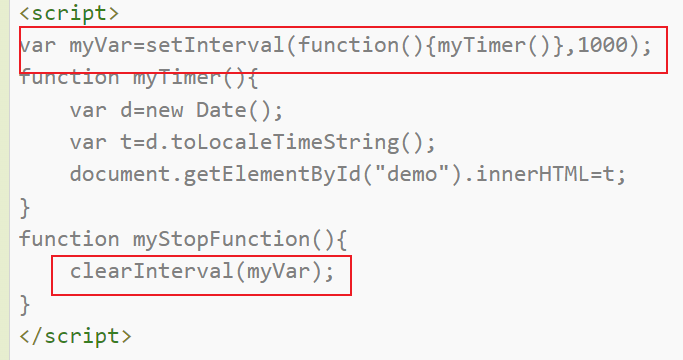 <script>
var myVar=setInterval(function(){myTimer()},1000);
function myTimer(){
    var d=new Date();
    var t=d.toLocaleTimeString();
    document.getElementById("demo").innerHTML=t;
}
function myStopFunction(){
    clearInterval(myVar);
}
</script>